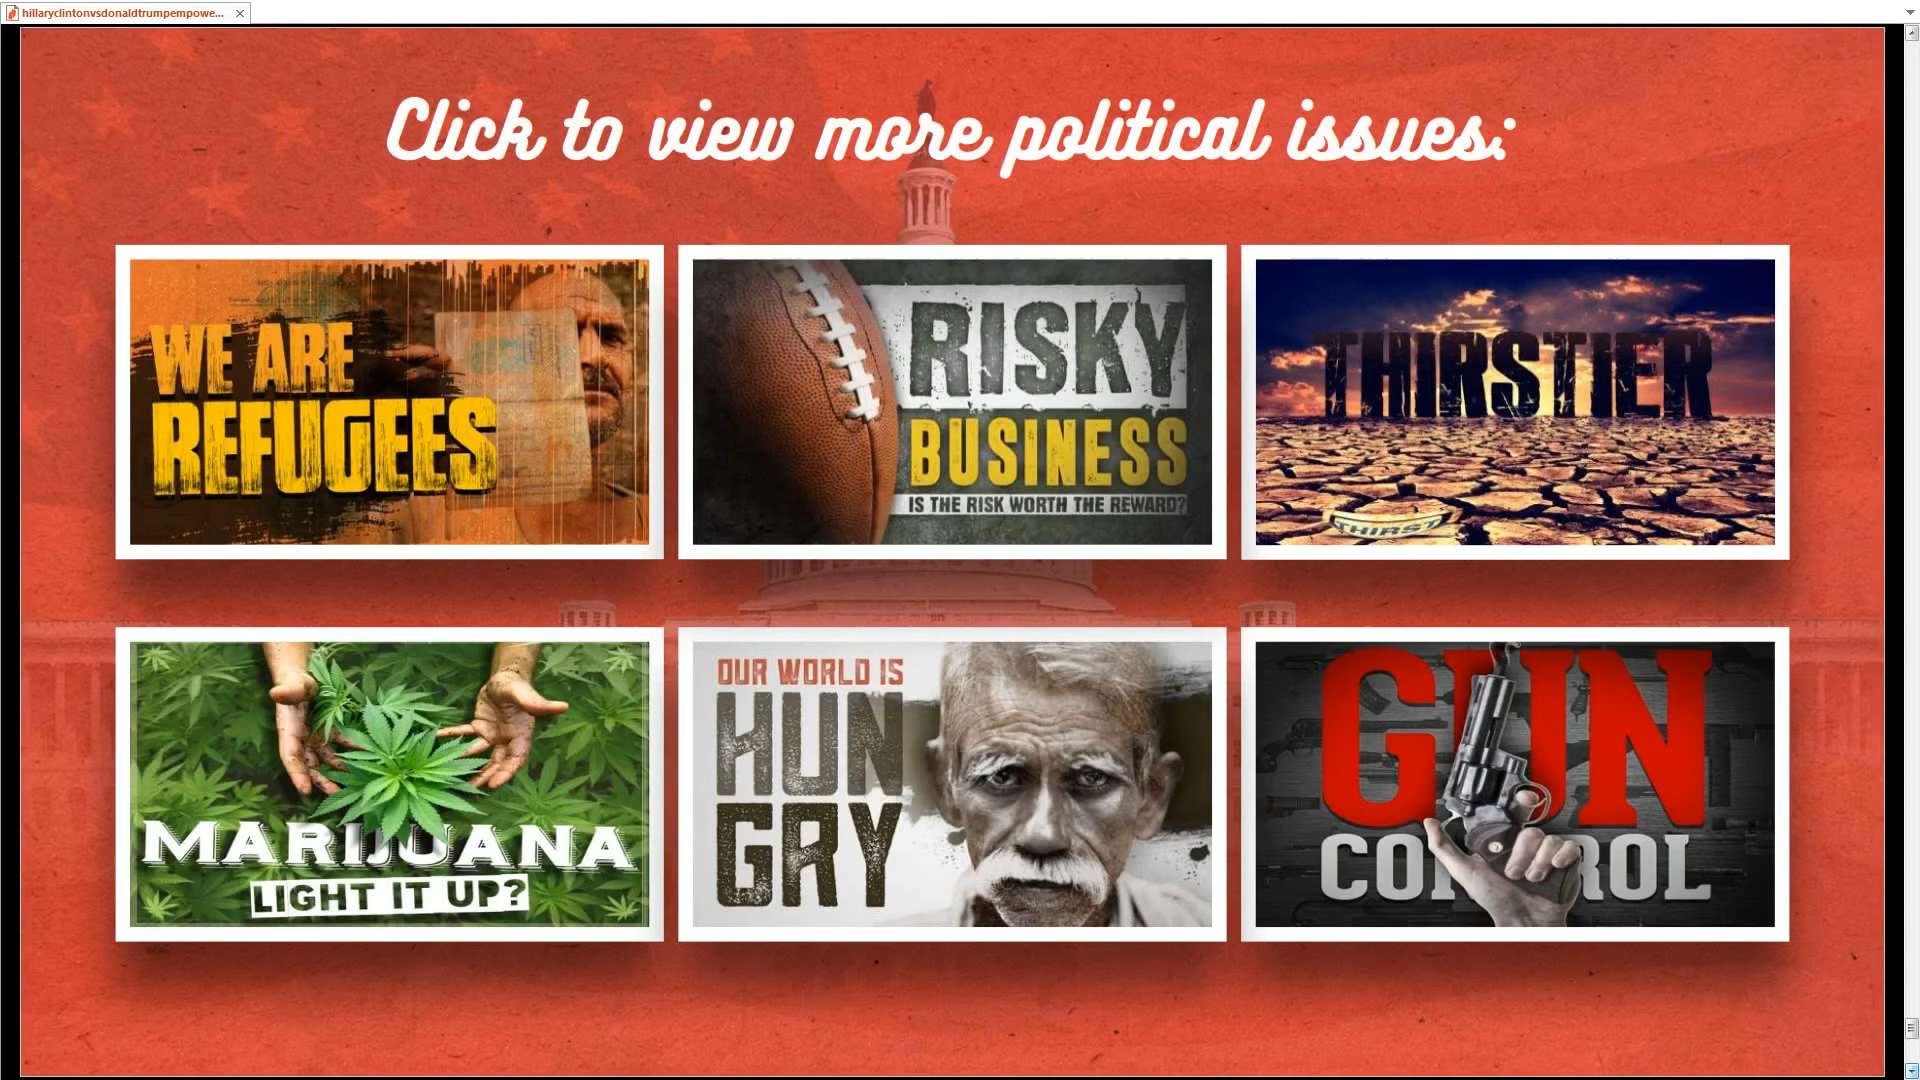 hillaryclintonvsdonaldtrumpempowe...
Click to view more political issues:
WE ARE
REFUGEES
RISKY
BUSINESS
IS THE RISK WORTH THE REWARD?
THIRSTIER
THIRST
MARIJUANA
LIGHT IT UP?
OUR WORLD IS
HUN
GRY
GUN
CONTROL